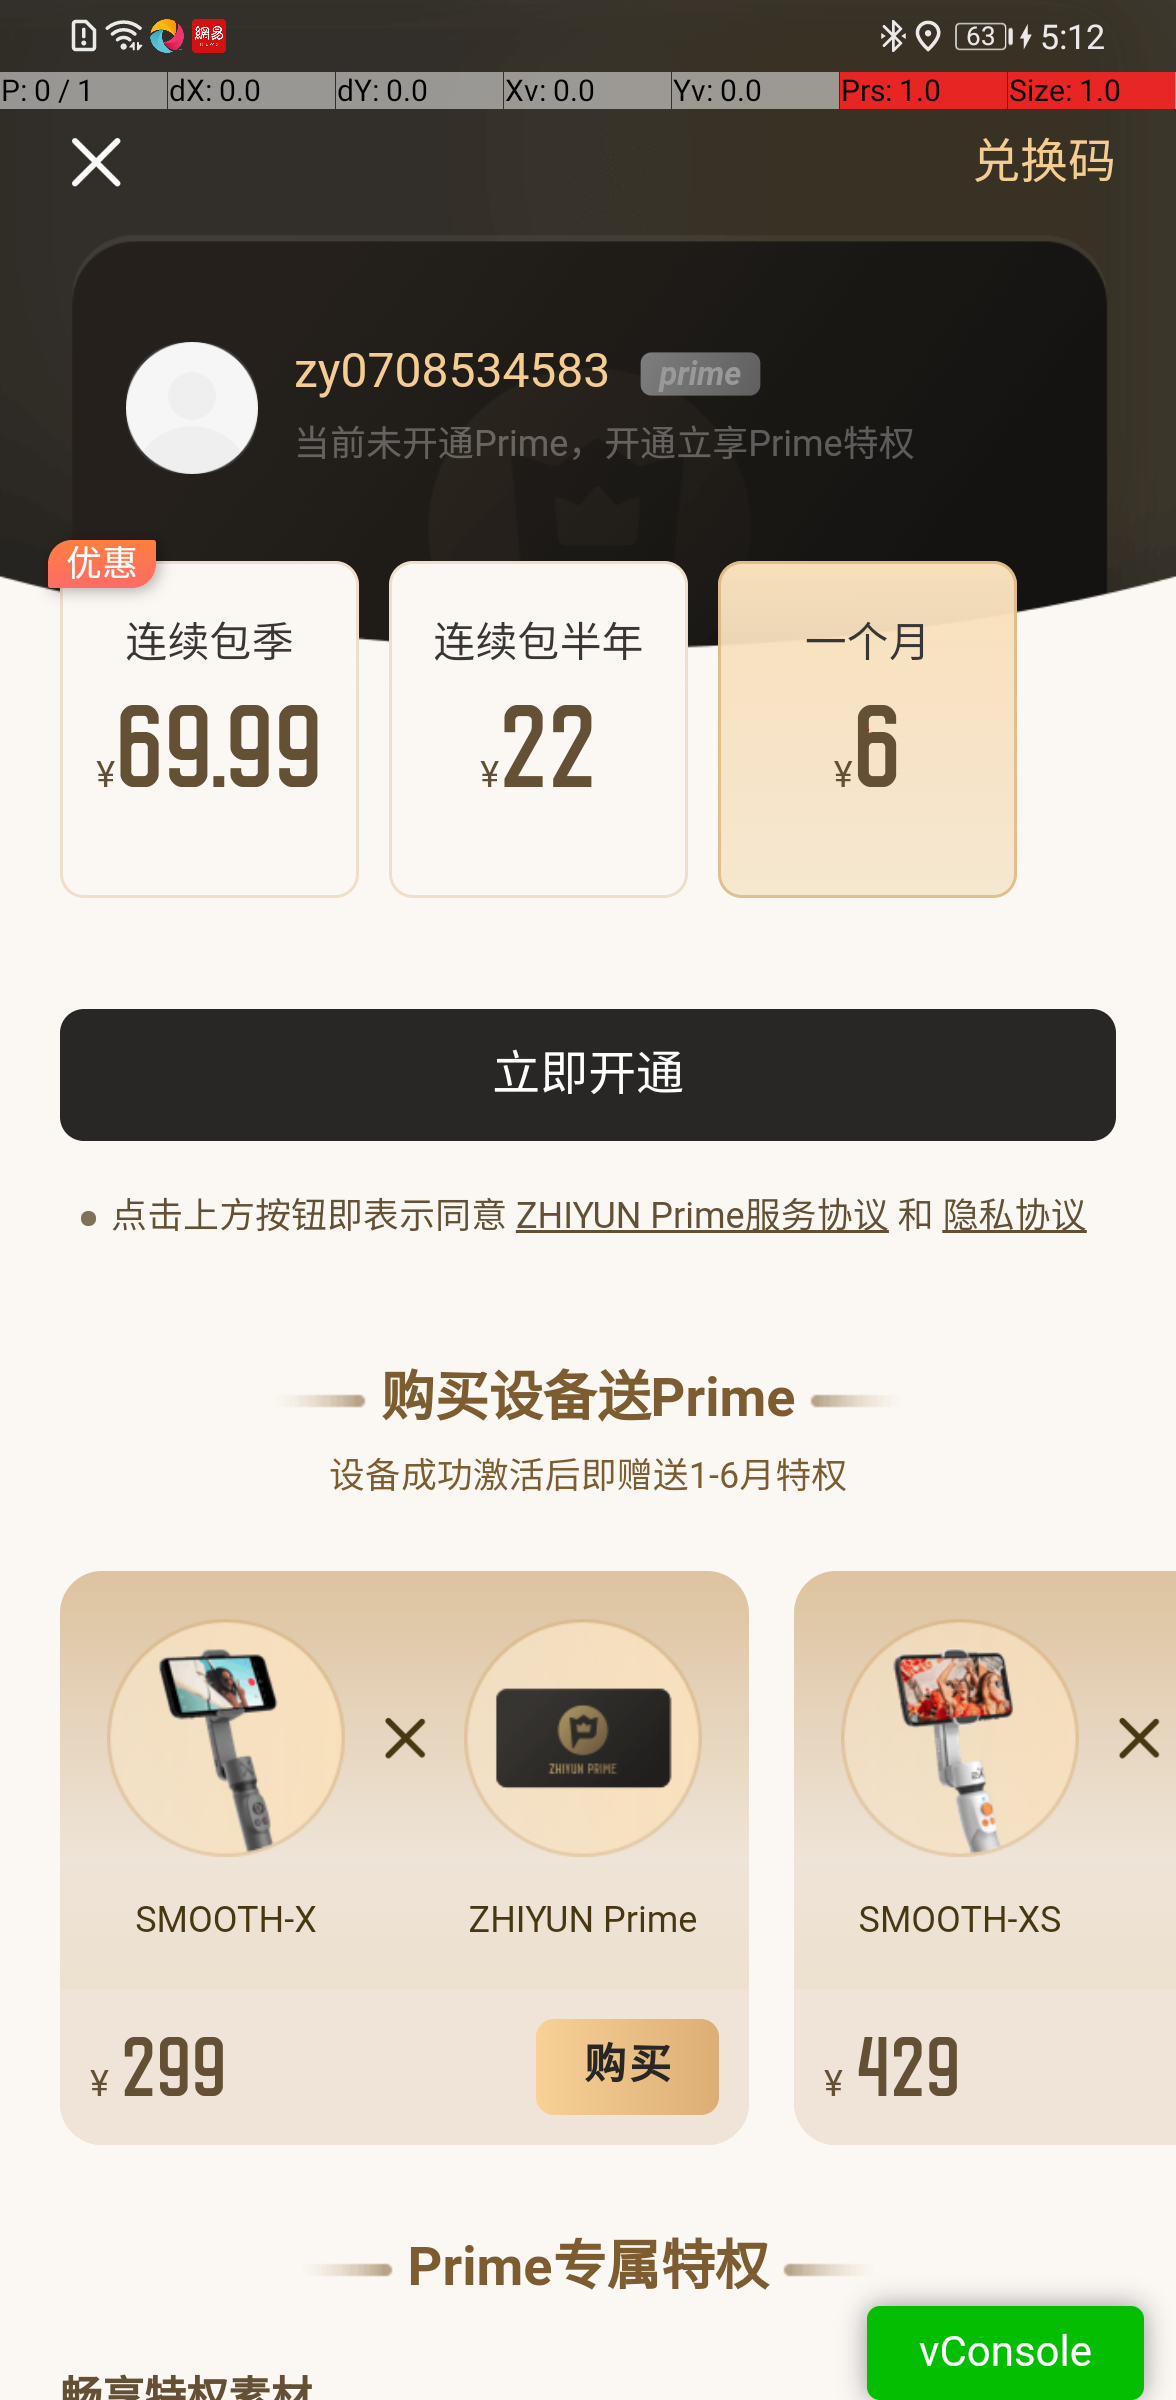 63 5:12
P: 0 / 1 dX: 0.0 dY: 0.0 Xv: 0.0 Yv: 0.0 Prs: 1.0 Size: 1.0
兑换码
zy0708534583 prime
当前未开通Prime，开通立享Prime特权
优惠
连续包季 连续包半年 一个月
¥69.99 ¥22 ¥6
立即开通
点击上方按钮即表示同意 ZHIYUN Prime服务协议 和 隐私协议
购买设备送Prime
设备成功激活后即赠送1-6月特权
ZHIYUN PRIME
SMOOTH-X ZHIYUN Prime SMOOTH-XS
¥ 299 购买 ¥ 429
Prime专属特权
vConsole
畅享特权素材